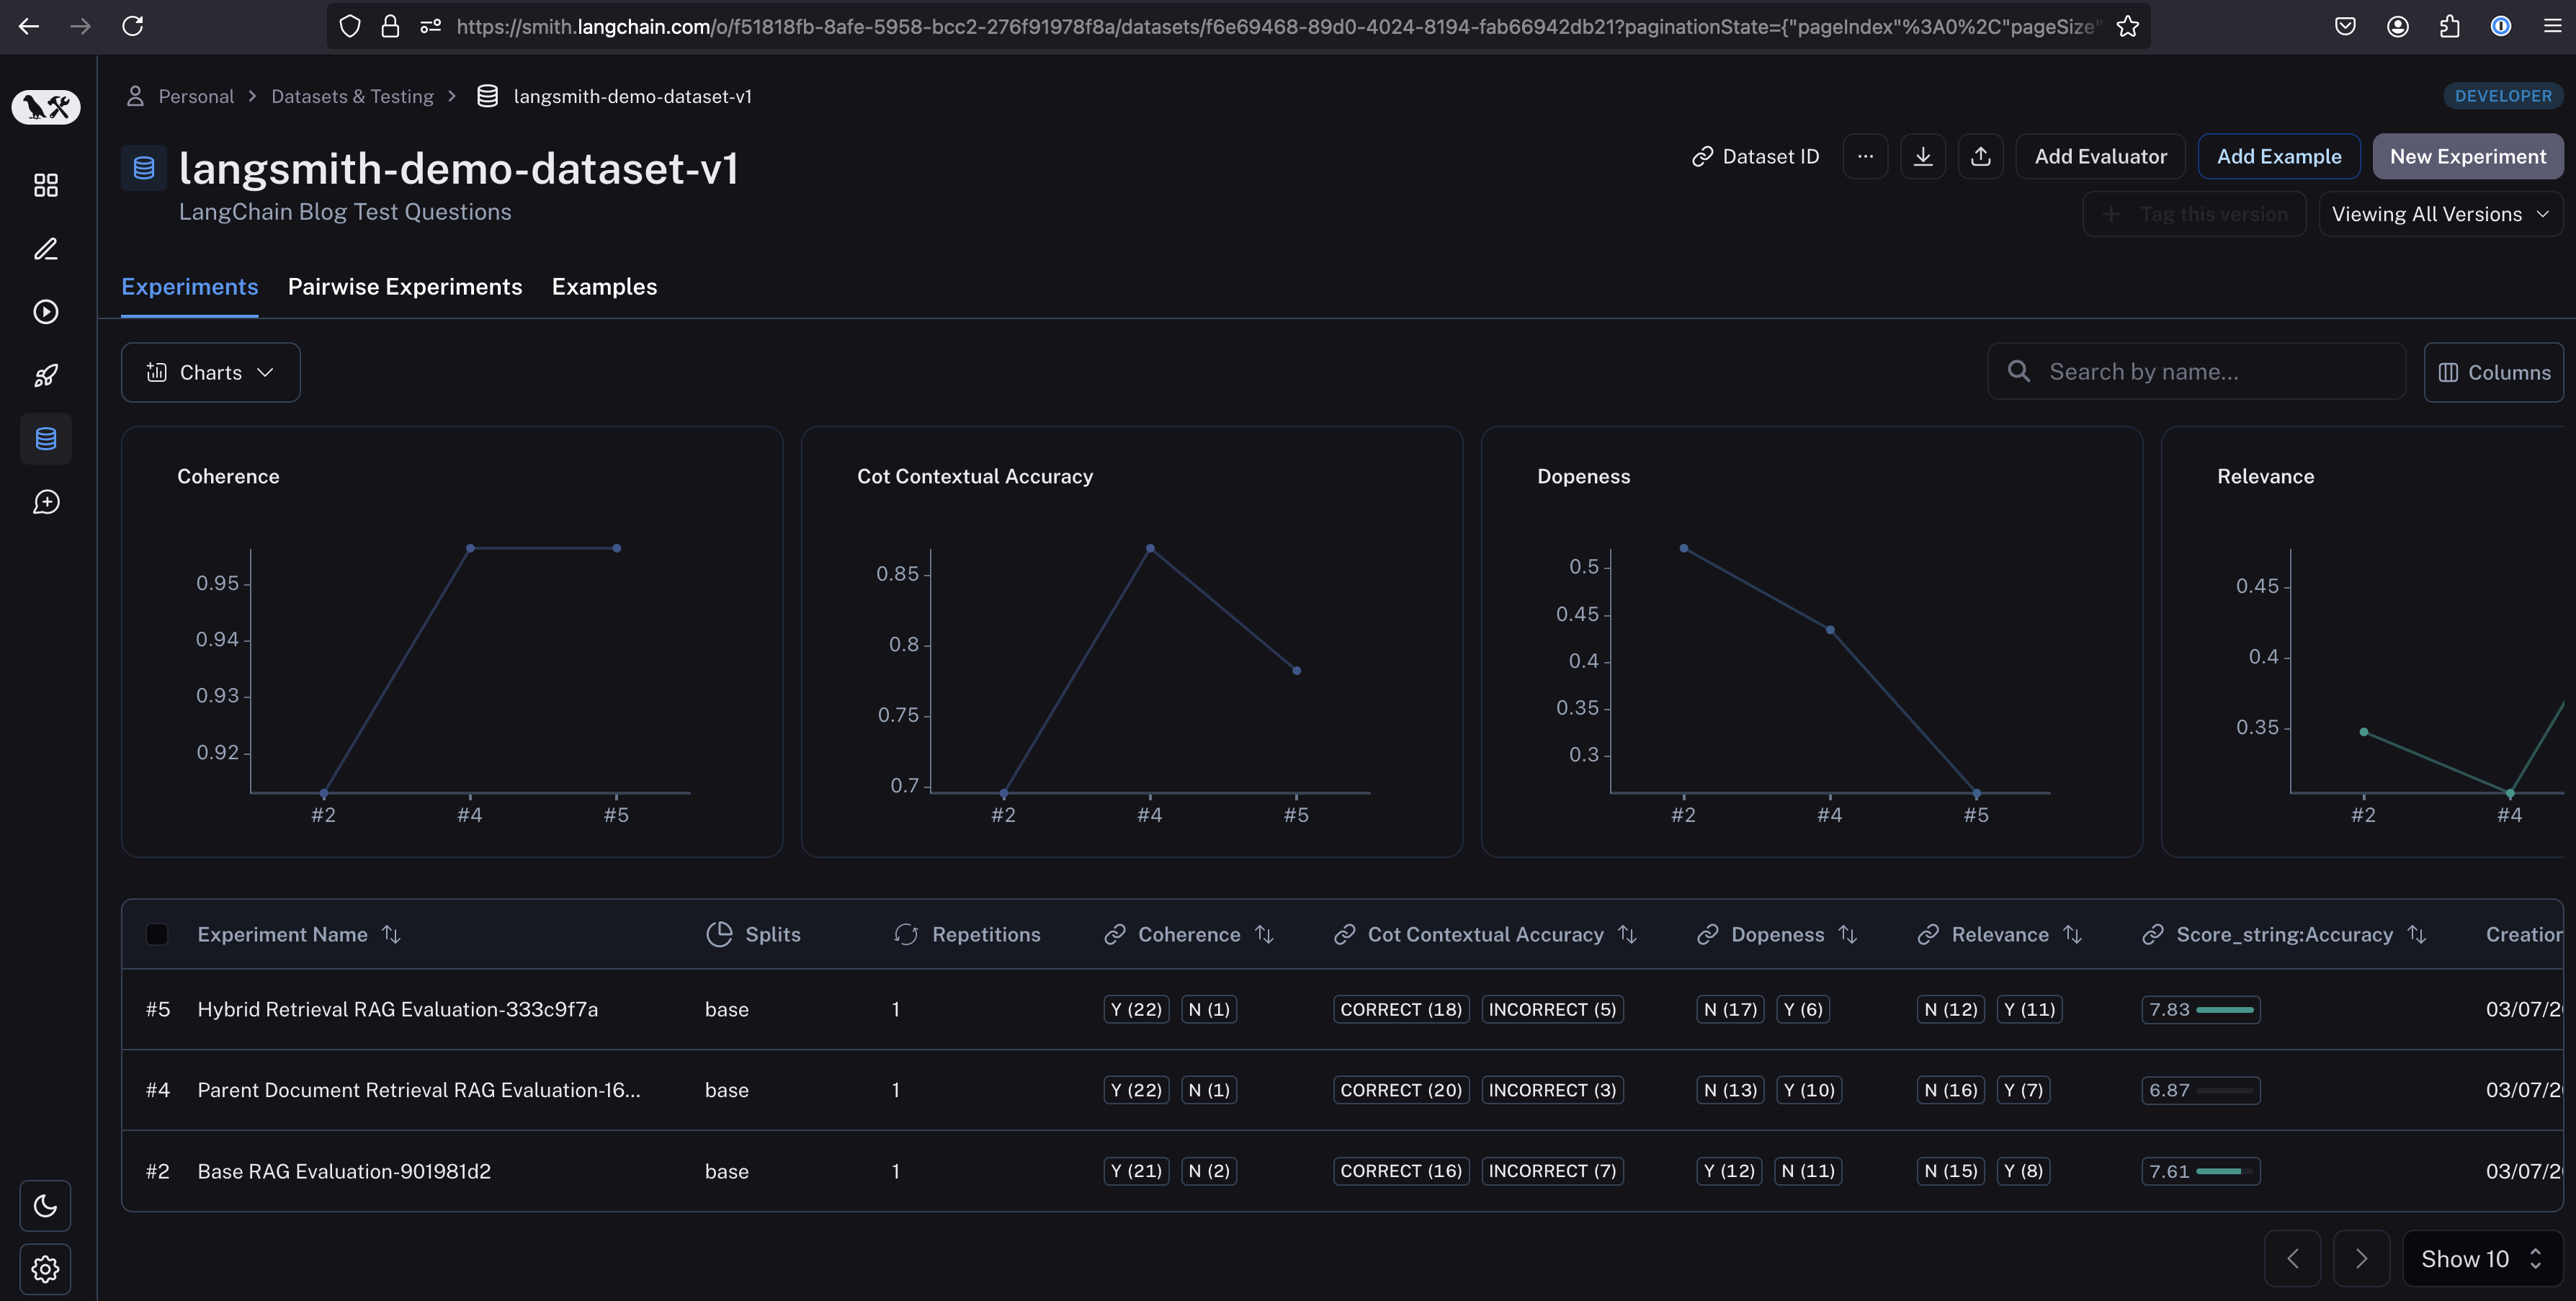 https://smith.langchain.com/o/f51818fb-8afe-5958-bcc2-276f91978f8a/datasets/f6e69468-89d0-4024-8194-fab66942db21?paginationState={"pageIndex"%3A0%2C"pageSize"
Personal > Datasets & Testing > langsmith-demo-dataset-v1
DEVELOPER
langsmith-demo-dataset-v1
Dataset ID ... Add Evaluator Add Example New Experiment
LangChain Blog Test Questions
+ Tag this version Viewing All Versions
Experiments Pairwise Experiments Examples
Charts
Search by name...
Columns
Coherence
0.95
0.94
0.93
0.92
#2 #4 #5
Cot Contextual Accuracy
0.85
0.8
0.75
0.7
#2 #4 #5
Dopeness
0.5
0.45
0.4
0.35
0.3
#2 #4 #5
Relevance
0.45
0.4
0.35
#2 #4
Experiment Name Splits Repetitions Coherence Cot Contextual Accuracy Dopeness Relevance Score_string:Accuracy Creation
#5 Hybrid Retrieval RAG Evaluation-333c9f7a base 1 Y (22) N (1) CORRECT (18) INCORRECT (5) N (17) Y (6) N (12) Y (11) 7.83 03/07/2
#4 Parent Document Retrieval RAG Evaluation-16... base 1 Y (22) N (1) CORRECT (20) INCORRECT (3) N (13) Y (10) N (16) Y (7) 6.87 03/07/2
#2 Base RAG Evaluation-901981d2 base 1 Y (21) N (2) CORRECT (16) INCORRECT (7) Y (12) N (11) N (15) Y (8) 7.61 03/07/2
Show 10